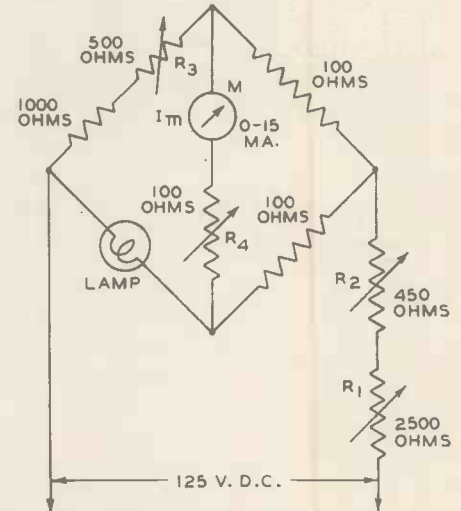 500
OHMS
R3
1000
OHMS
M
Im
0-15
MA.
100
OHMS
100
OHMS
R4
100
OHMS
LAMP
R2
450
OHMS
R1
2500
OHMS
125 V. D.C.